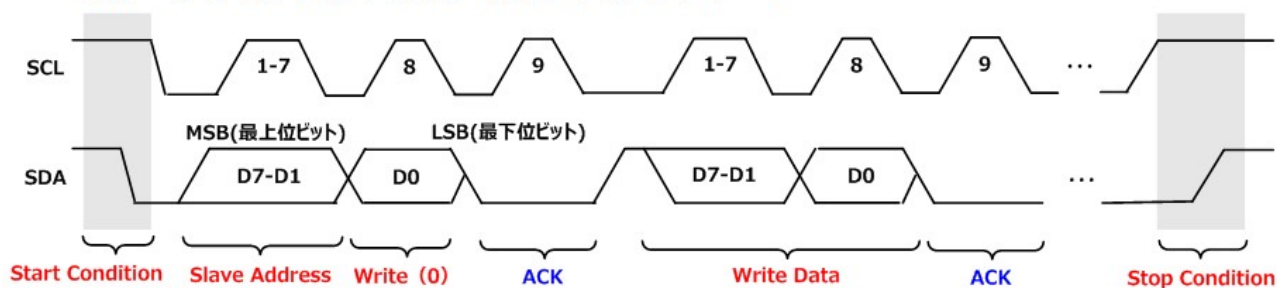 SCL 1-7 8 9 1-7 8 9 ...
MSB(最上位ビット) LSB(最下位ビット)
SDA D7-D1 D0 D7-D1 D0 ...
Start Condition Slave Address Write (0) ACK Write Data ACK Stop Condition